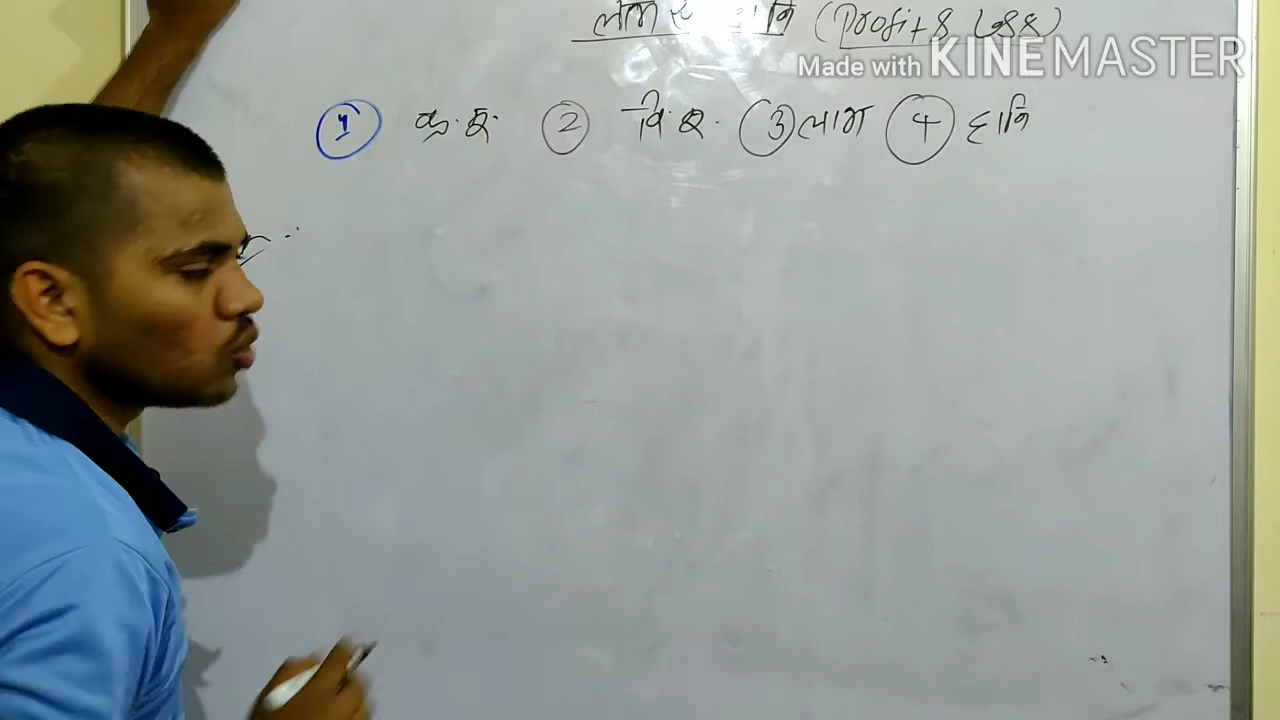 लाभ हानि (Profit & Loss)
Made with KINEMASTER
① क्र. मू. ② वि. मू. ③ लाभ ④ हानि